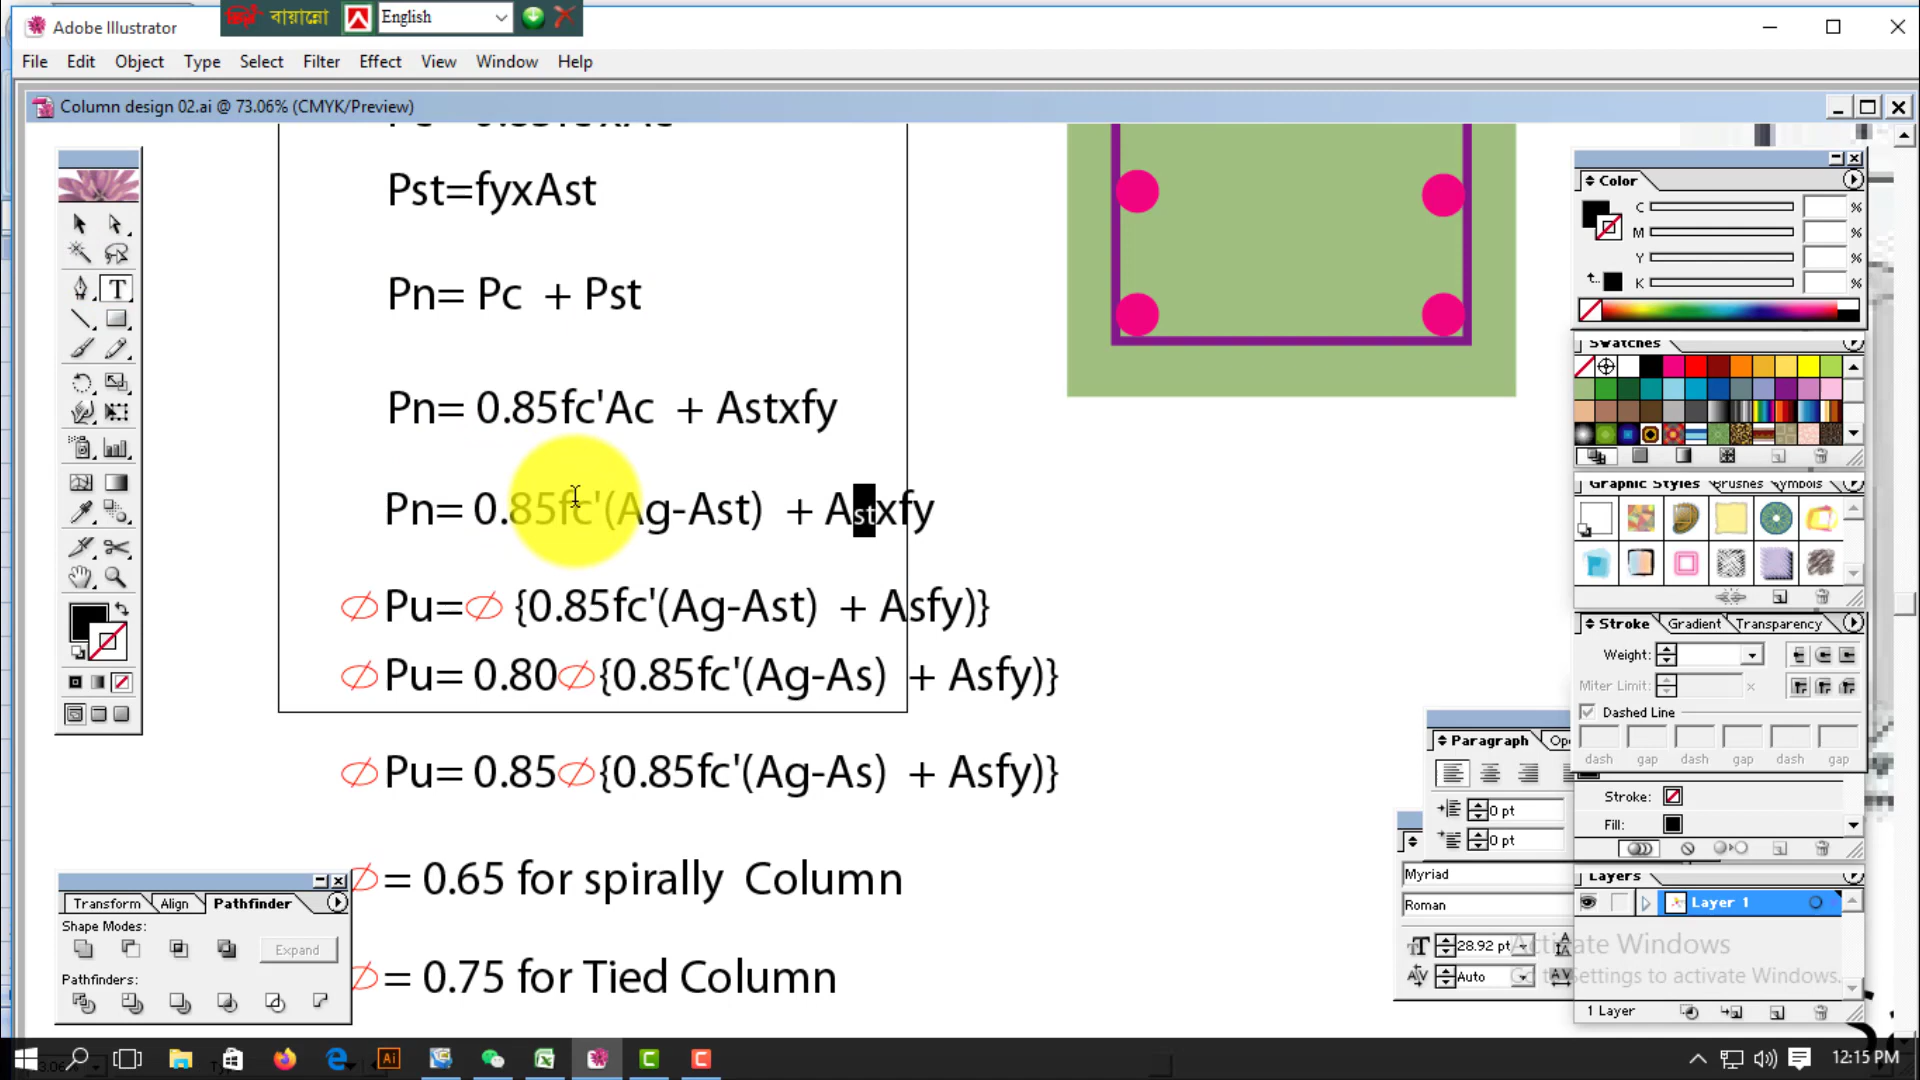 Adobe Illustrator
বায়ান্নো
English
File Edit Object Type Select Filter Effect View Window Help
Column design 02.ai @ 73.06% (CMYK/Preview)
Pst=fyxAst
Pn= Pc + Pst
Pn= 0.85fc'Ac + Astxfy
Pn= 0.85fc'(Ag-Ast) + Astxfy
∅Pu=∅ {0.85fc'(Ag-Ast) + Asfy)}
∅Pu= 0.80∅{0.85fc'(Ag-As) + Asfy)}
∅Pu= 0.85∅{0.85fc'(Ag-As) + Asfy)}
∅= 0.65 for spirally Column
∅= 0.75 for Tied Column
Color
C %
M %
Y %
K %
Swatches
Graphic Styles Brushes Symbols
Stroke Gradient Transparency
Weight:
Miter Limit: x
Dashed Line
dash gap dash gap dash gap
Paragraph Ope
0 pt
0 pt
Stroke:
Fill:
Myriad
Roman
28.92 pt
Auto
Layers
Layer 1
1 Layer
Activate Windows
Go to Settings to activate Windows.
Transform Align Pathfinder
Shape Modes:
Expand
Pathfinders:
12:15 PM